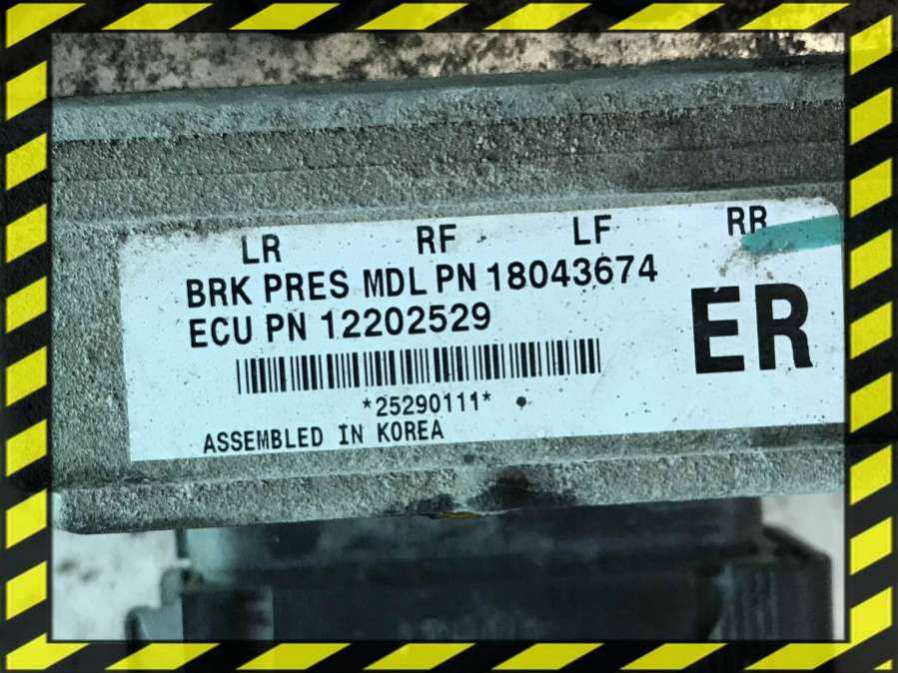 LR RF LF RR
BRK PRES MDL PN 18043674
ECU PN 12202529
ER
*25290111*
ASSEMBLED IN KOREA